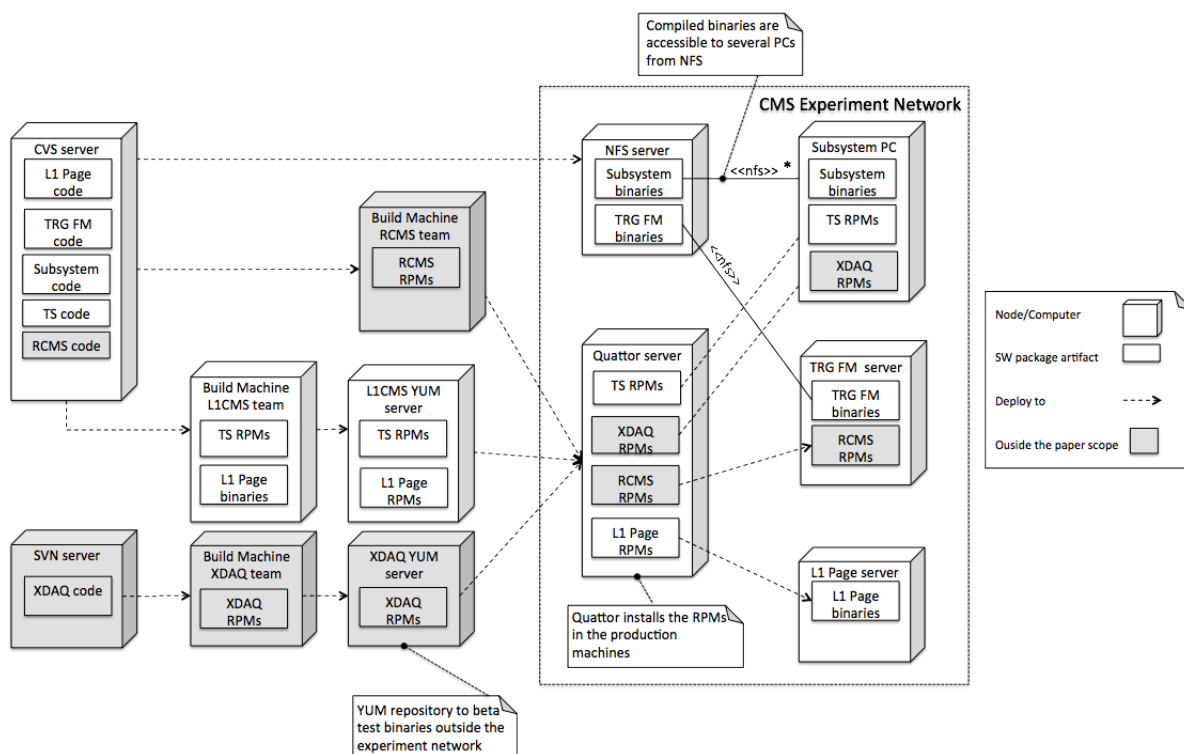 Compiled binaries are
accessible to several PCs
from NFS
CMS Experiment Network
CVS server
L1 Page
code
TRG FM
code
Subsystem
code
TS code
RCMS code
Build Machine
RCMS team
RCMS
RPMs
NFS server
Subsystem
binaries
TRG FM
binaries
<<nfs>> *
<<nfs>>
Subsystem PC
Subsystem
binaries
TS RPMs
XDAQ
RPMs
Build Machine
L1CMS team
TS RPMs
L1 Page
binaries
L1CMS YUM
server
TS RPMs
L1 Page
RPMs
Quattor server
TS RPMs
XDAQ
RPMs
RCMS
RPMs
L1 Page
RPMs
TRG FM server
TRG FM
binaries
RCMS
RPMs
Node/Computer
SW package artifact
Deploy to
Ouside the paper scope
SVN server
XDAQ code
Build Machine
XDAQ team
XDAQ
RPMs
XDAQ YUM
server
XDAQ
RPMs
L1 Page server
L1 Page
binaries
Quattor installs the RPMs
in the production
machines
YUM repository to beta
test binaries outside the
experiment network